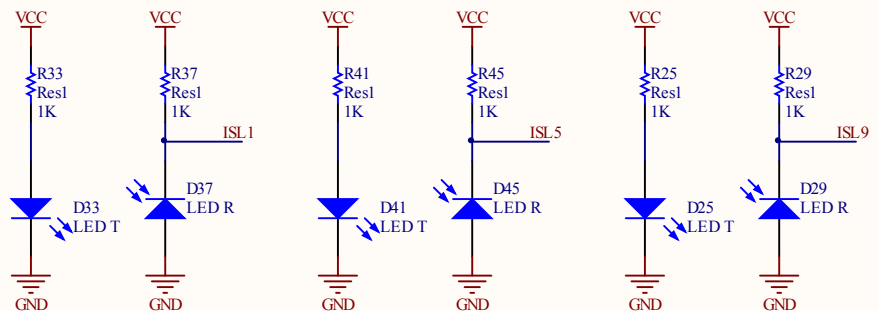 VCC
R33
Res1
1K
D33
LED T
GND
VCC
R37
Res1
1K
ISL1
D37
LED R
GND
VCC
R41
Res1
1K
D41
LED T
GND
VCC
R45
Res1
1K
ISL5
D45
LED R
GND
VCC
R25
Res1
1K
D25
LED T
GND
VCC
R29
Res1
1K
ISL9
D29
LED R
GND